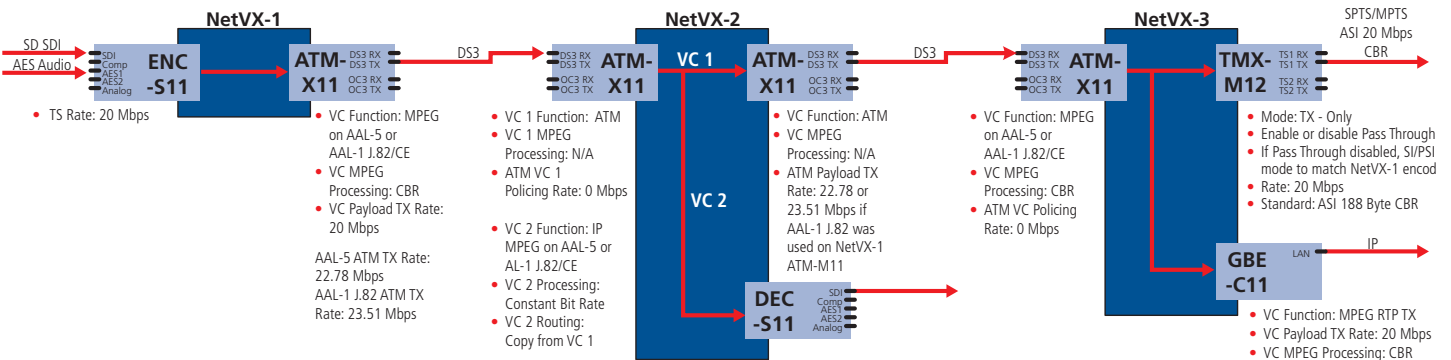 NetVX-1
SD SDI
AES Audio
SDI
Comp
AES1
AES2
Analog
ENC
-S11
• TS Rate: 20 Mbps
ATM-
X11
DS3 RX
DS3 TX
OC3 RX
OC3 TX
• VC Function: MPEG
on AAL-5 or
AAL-1 J.82/CE
• VC MPEG
Processing: CBR
• VC Payload TX Rate:
20 Mbps
AAL-5 ATM TX Rate:
22.78 Mbps
AAL-1 J.82 ATM TX
Rate: 23.51 Mbps
DS3
NetVX-2
DS3 RX
DS3 TX
OC3 RX
OC3 TX
ATM-
X11
• VC 1 Function: ATM
• VC 1 MPEG
Processing: N/A
• ATM VC 1
Policing Rate: 0 Mbps
• VC 2 Function: IP
MPEG on AAL-5 or
AL-1 J.82/CE
• VC 2 Processing:
Constant Bit Rate
• VC 2 Routing:
Copy from VC 1
VC 1
VC 2
ATM-
X11
DS3 RX
DS3 TX
OC3 RX
OC3 TX
• VC Function: ATM
• VC MPEG
Processing: N/A
• ATM Payload TX
Rate: 22.78 or
23.51 Mbps if
AAL-1 J.82 was
used on NetVX-1
ATM-M11
DEC
-S11
SDI
Comp
AES1
AES2
Analog
DS3
NetVX-3
DS3 RX
DS3 TX
OC3 RX
OC3 TX
ATM-
X11
• VC Function: MPEG
on AAL-5 or
AAL-1 J.82/CE
• VC MPEG
Processing: CBR
• ATM VC Policing
Rate: 0 Mbps
TMX-
M12
TS1 RX
TS1 TX
TS2 RX
TS2 TX
SPTS/MPTS
ASI 20 Mbps
CBR
• Mode: TX - Only
• Enable or disable Pass Through
• If Pass Through disabled, SI/PSI
mode to match NetVX-1 encod
• Rate: 20 Mbps
• Standard: ASI 188 Byte CBR
GBE
-C11
LAN
IP
• VC Function: MPEG RTP TX
• VC Payload TX Rate: 20 Mbps
• VC MPEG Processing: CBR